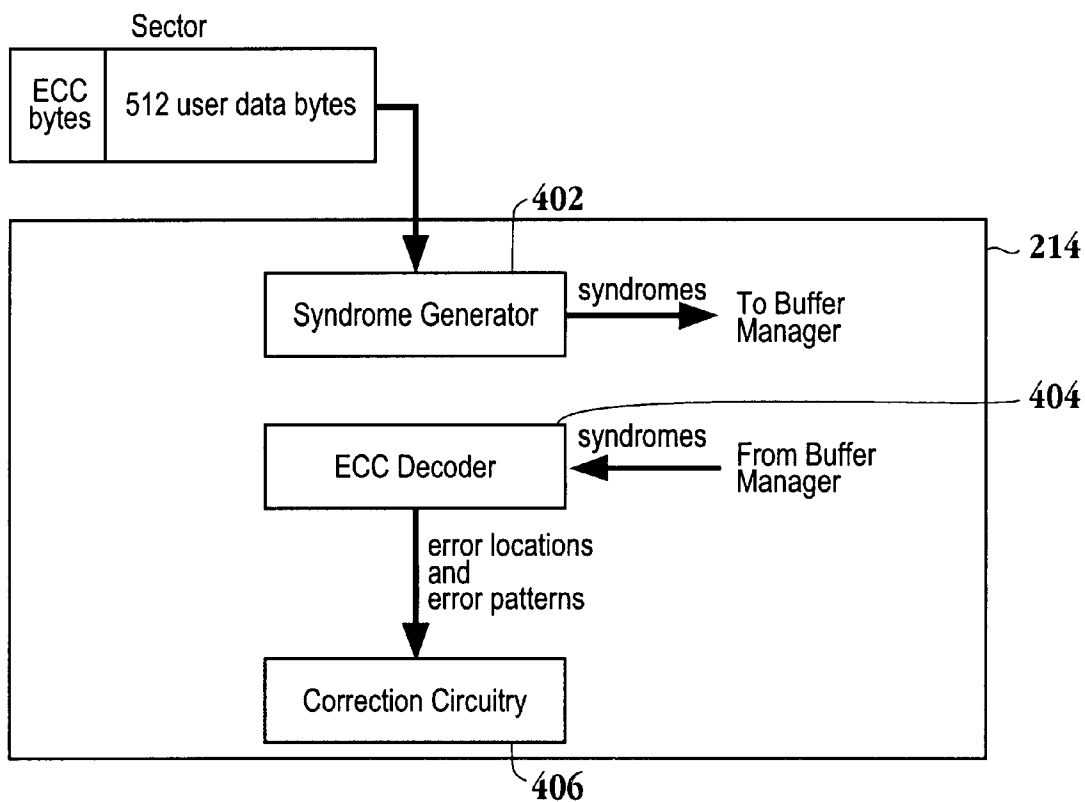 Sector
ECC
bytes
512 user data bytes
402
214
Syndrome Generator
syndromes
To Buffer
Manager
404
ECC Decoder
syndromes
From Buffer
Manager
error locations
and
error patterns
Correction Circuitry
406